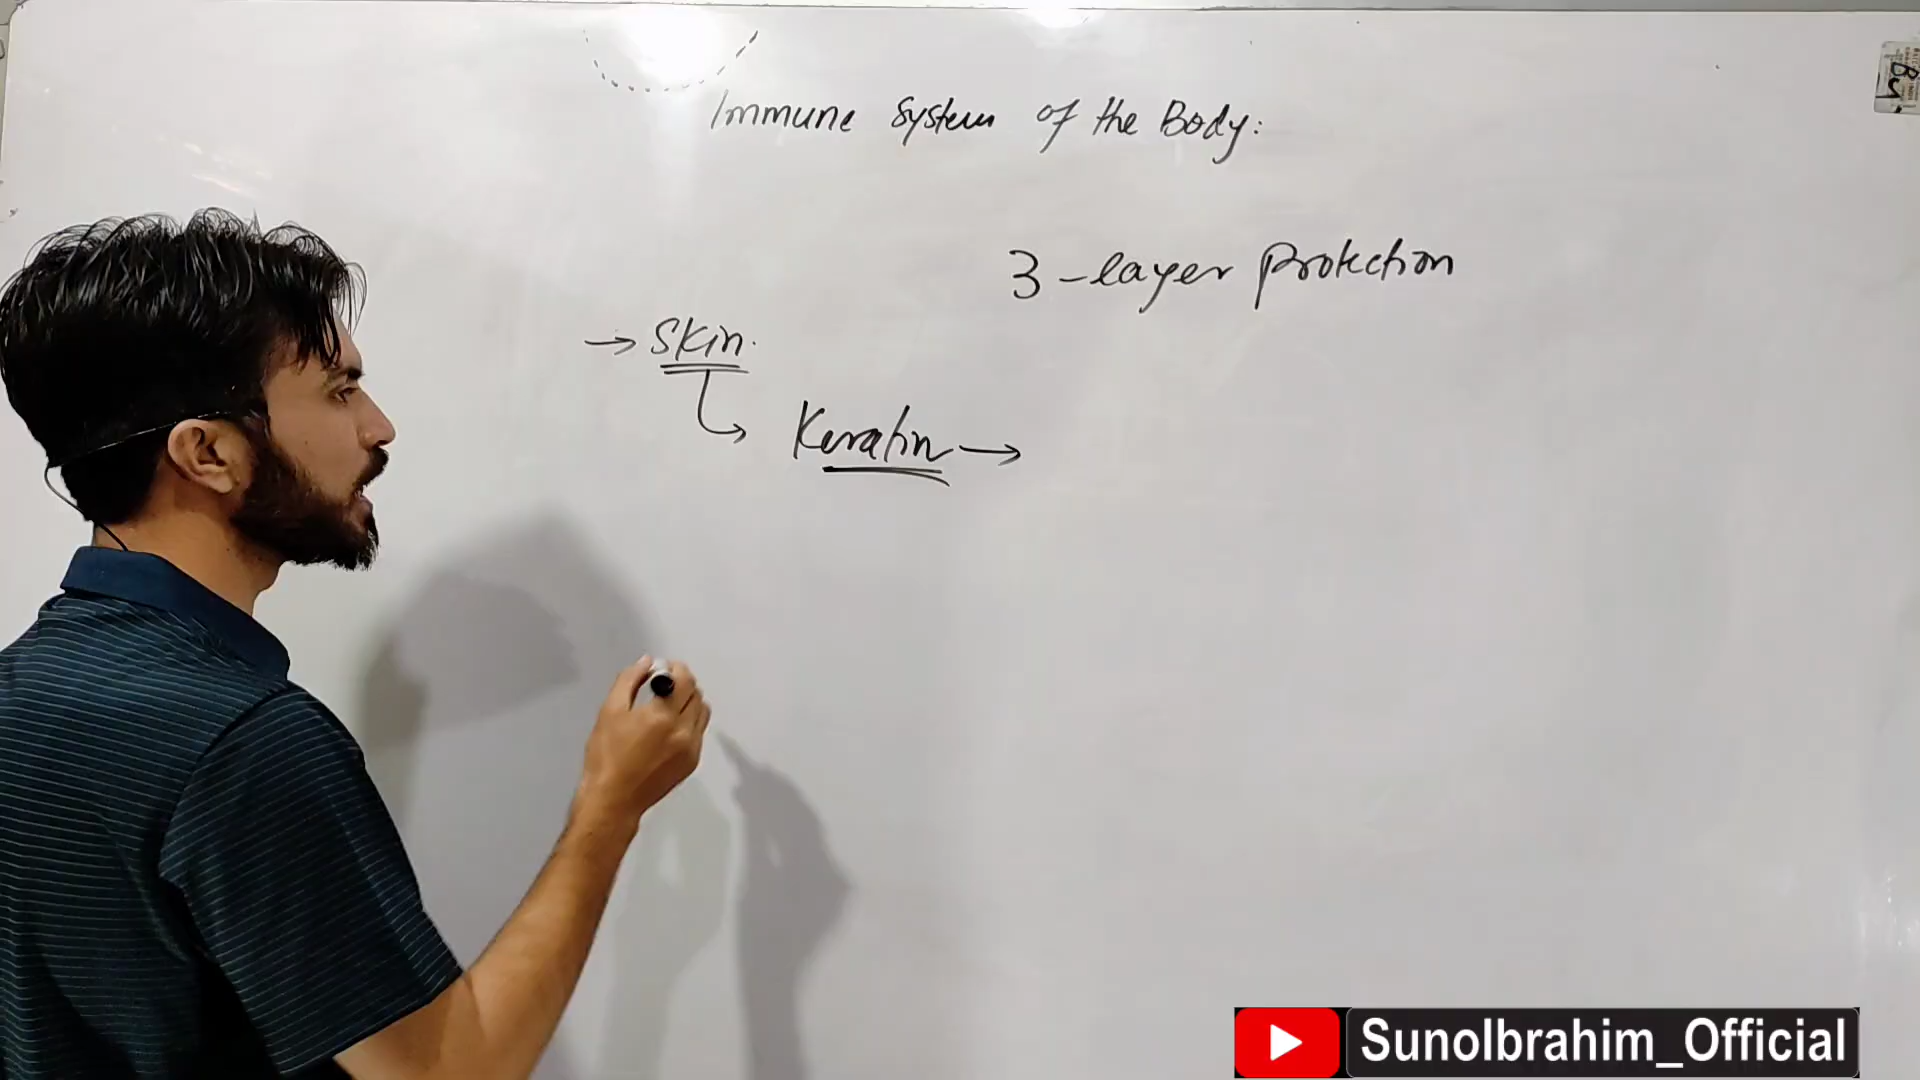 Immune System of the Body:
3-layer protection
→ Skin.
Keratin →
SunoIbrahim_Official